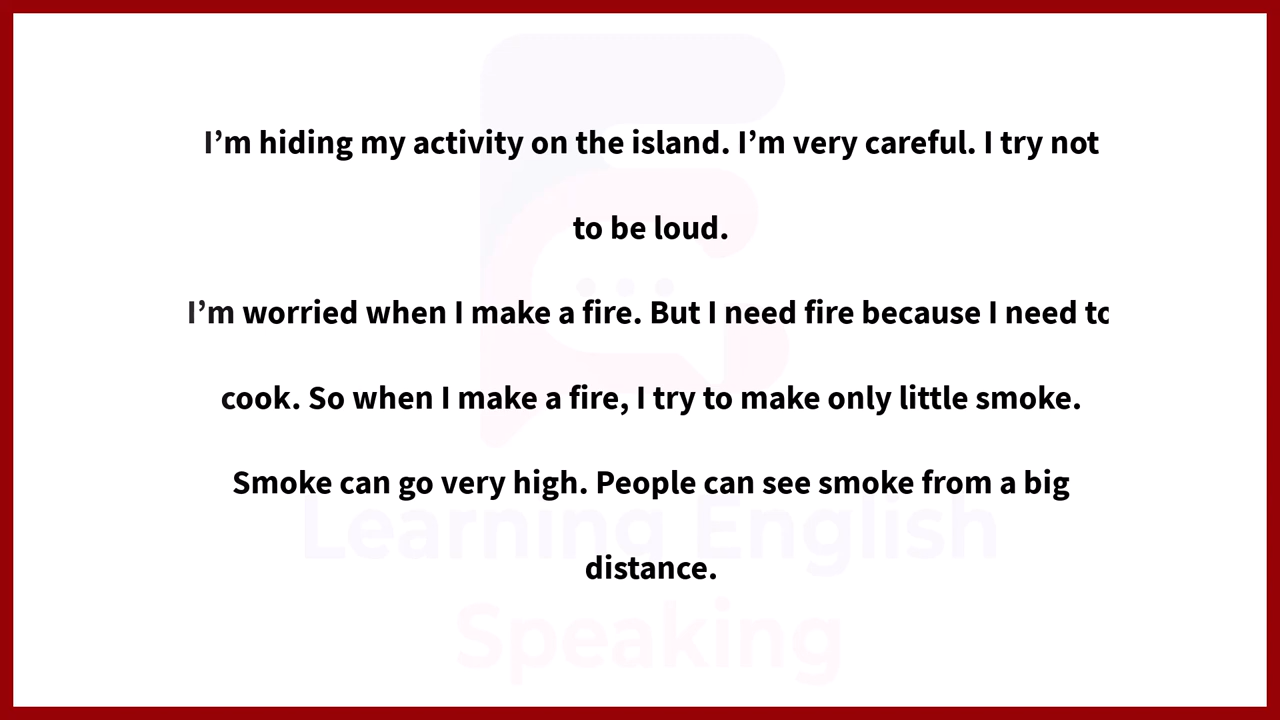 I’m hiding my activity on the island. I’m very careful. I try not
to be loud.
I’m worried when I make a fire. But I need fire because I need to
cook. So when I make a fire, I try to make only little smoke.
Smoke can go very high. People can see smoke from a big
distance.
Learning English
Speaking